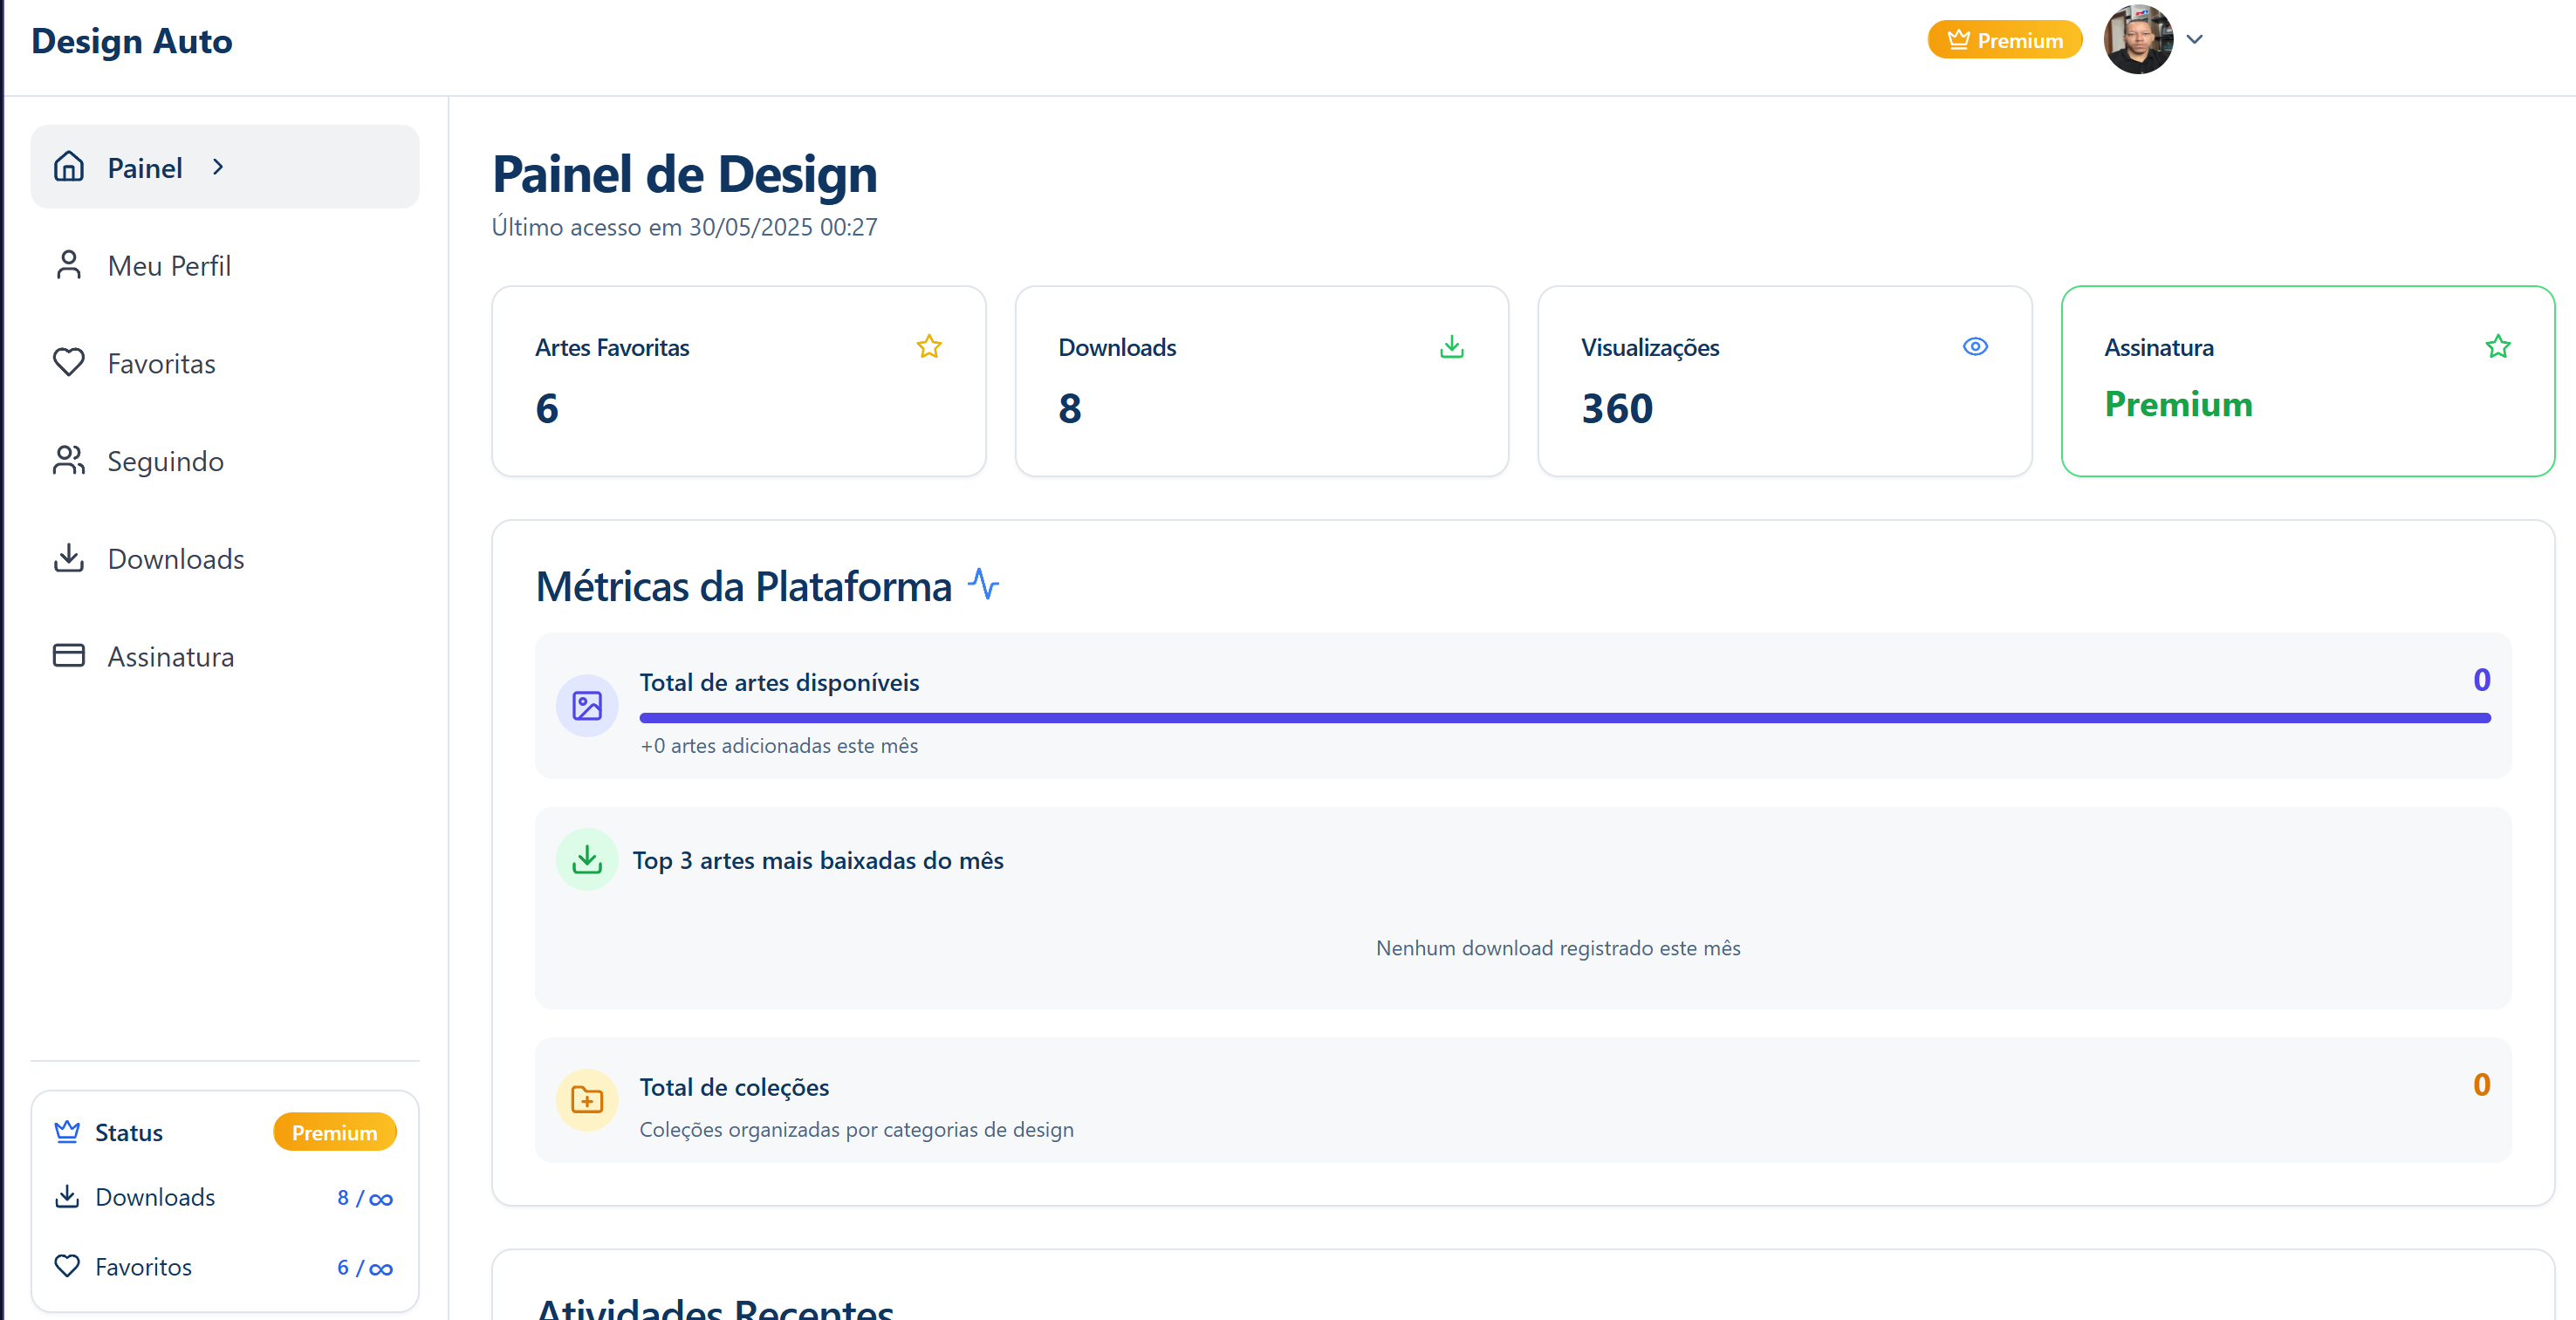 Design Auto
Premium
Painel
Meu Perfil
Favoritas
Seguindo
Downloads
Assinatura
Status Premium
Downloads 8 / ∞
Favoritos 6 / ∞
Painel de Design
Último acesso em 30/05/2025 00:27
Artes Favoritas
6
Downloads
8
Visualizações
360
Assinatura
Premium
Métricas da Plataforma
Total de artes disponíveis 0
+0 artes adicionadas este mês
Top 3 artes mais baixadas do mês
Nenhum download registrado este mês
Total de coleções 0
Coleções organizadas por categorias de design
Atividades Recentes